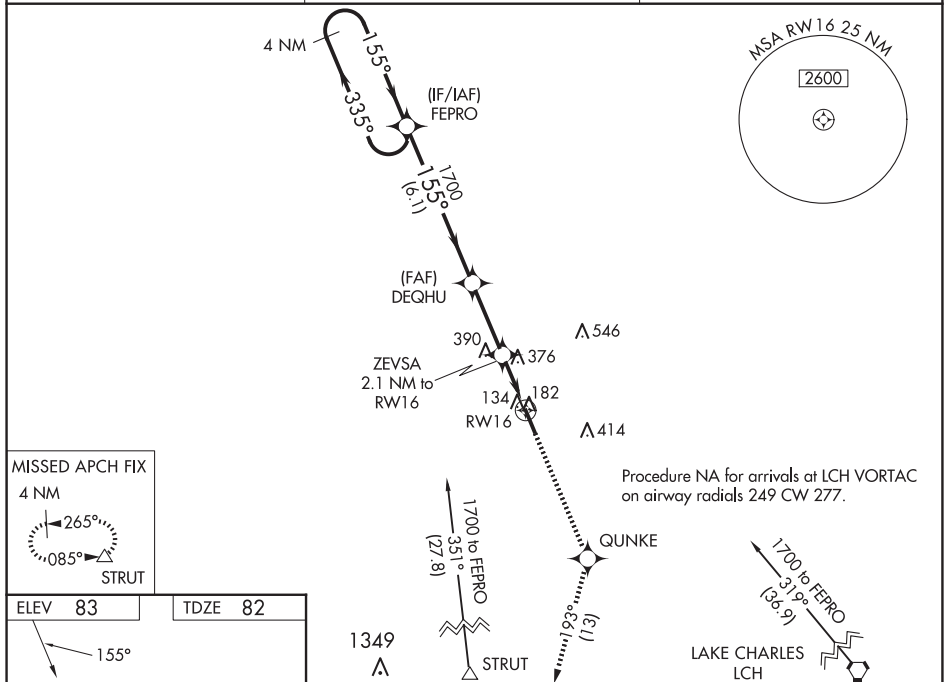 4 NM
155°
335°
(IF/IAF)
FEPRO
MSA RW16 25 NM
2600
1700
155°
(6.1)
(FAF)
DEQHU
390
376
546
ZEVSA
2.1 NM to
RW16
134
182
RW16
414
Procedure NA for arrivals at LCH VORTAC
on airway radials 249 CW 277.
MISSED APCH FIX
4 NM
265°
085°
STRUT
1700 to FEPRO
351°
(27.8)
QUNKE
193°
(13)
1700 to FEPRO
319°
(36.9)
ELEV 83
TDZE 82
155°
1349
STRUT
LAKE CHARLES
LCH